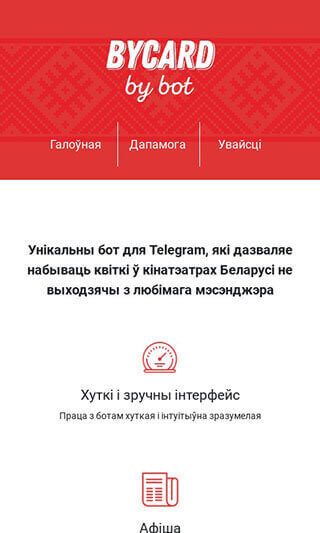 BYCARD
by bot
Галоўная Дапамога Увайсці
Унікальны бот для Telegram, які дазваляе
набываць квіткі ў кінатэатрах Беларусі не
выходзячы з любімага мэсэнджэра
Хуткі і зручны інтерфейс
Праца з ботам хуткая і інтуітыўна зразумелая
Афіша